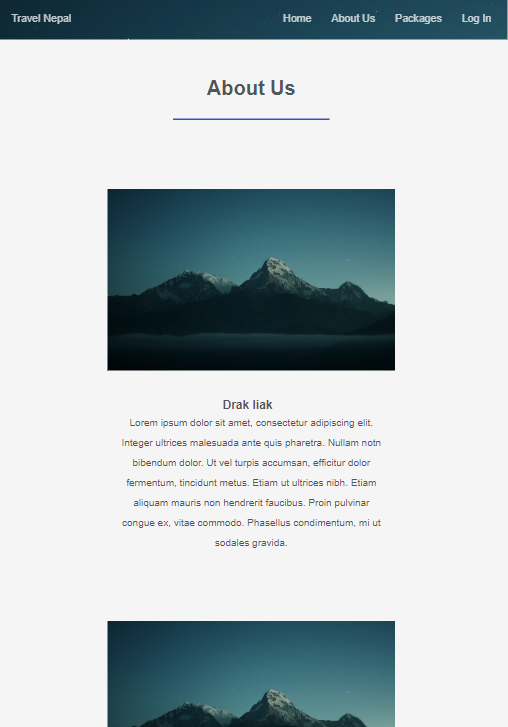 Travel Nepal
Home About Us Packages Log In
About Us
Drak liak
Lorem ipsum dolor sit amet, consectetur adipiscing elit.
Integer ultrices malesuada ante quis pharetra. Nullam notn
bibendum dolor. Ut vel turpis accumsan, efficitur dolor
fermentum, tincidunt metus. Etiam ut ultrices nibh. Etiam
aliquam mauris non hendrerit faucibus. Proin pulvinar
congue ex, vitae commodo. Phasellus condimentum, mi ut
sodales gravida.